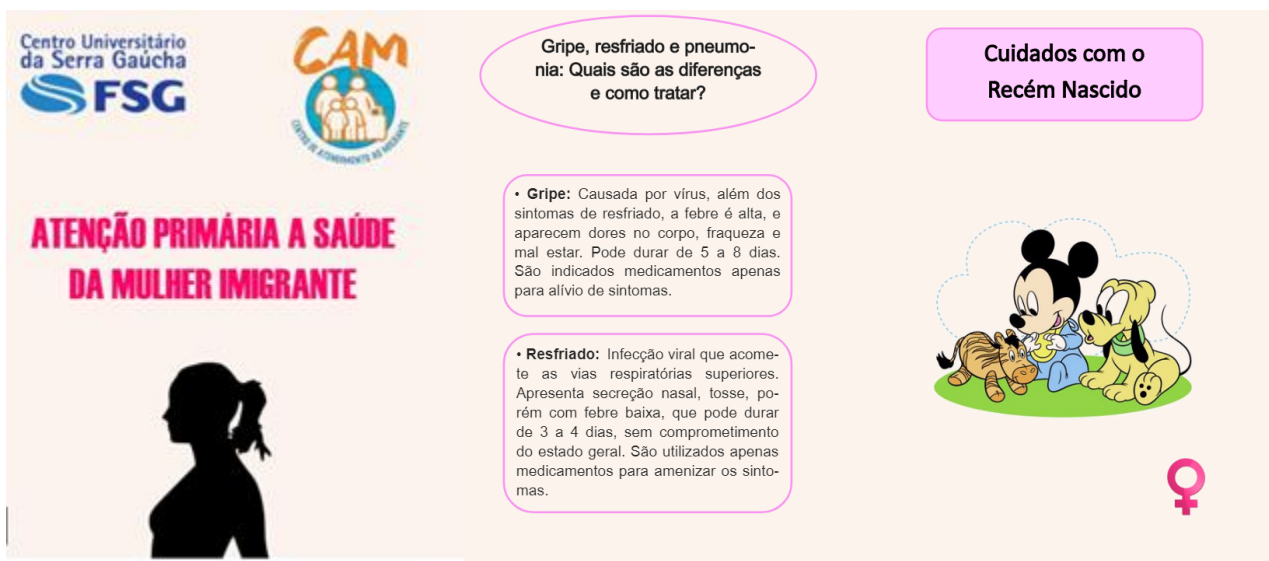 Centro Universitário
da Serra Gaúcha
FSG
CAM
CENTRO DE ATENDIMENTO AO MIGRANTE
ATENÇÃO PRIMÁRIA A SAÚDE
DA MULHER IMIGRANTE
Gripe, resfriado e pneumo-
nia: Quais são as diferenças
e como tratar?
• Gripe: Causada por vírus, além dos
sintomas de resfriado, a febre é alta, e
aparecem dores no corpo, fraqueza e
mal estar. Pode durar de 5 a 8 dias.
São indicados medicamentos apenas
para alívio de sintomas.
• Resfriado: Infecção viral que acome-
te as vias respiratórias superiores.
Apresenta secreção nasal, tosse, po-
rém com febre baixa, que pode durar
de 3 a 4 dias, sem comprometimento
do estado geral. São utilizados apenas
medicamentos para amenizar os sinto-
mas.
Cuidados com o
Recém Nascido